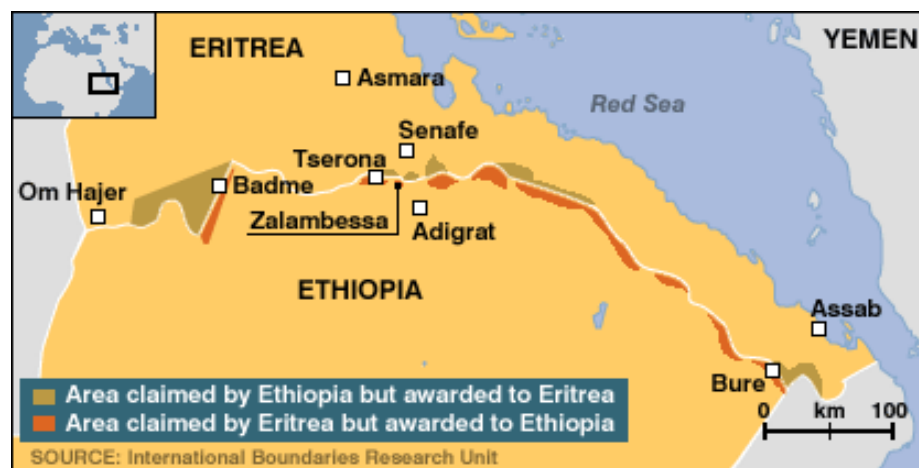 ERITREA
YEMEN
Asmara
Red Sea
Senafe
Tserona
Badme
Om Hajer
Zalambessa
Adigrat
ETHIOPIA
Assab
Bure
Area claimed by Ethiopia but awarded to Eritrea
Area claimed by Eritrea but awarded to Ethiopia
0 km 100
SOURCE: International Boundaries Research Unit